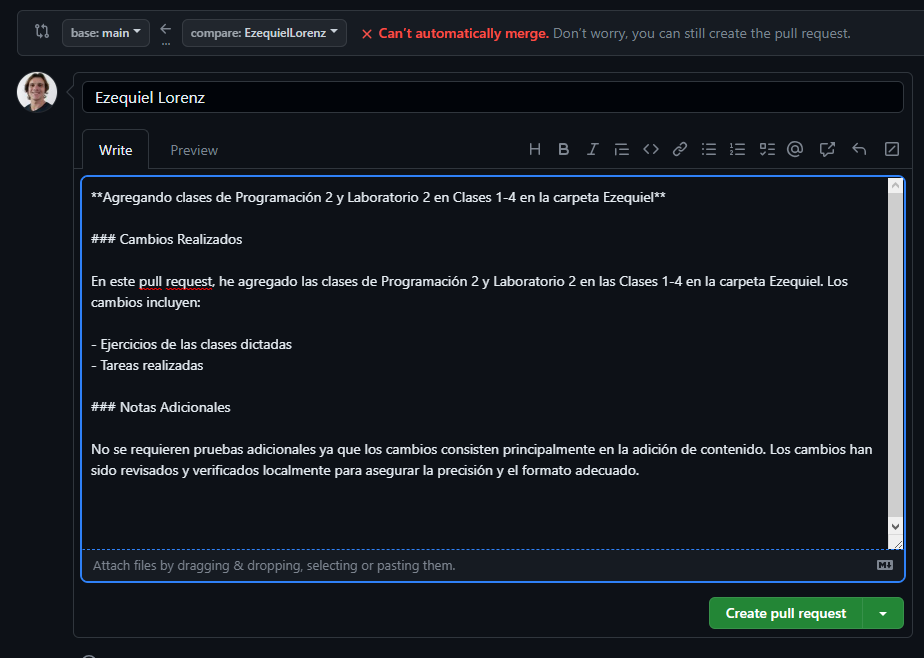 base: main ← compare: EzequielLorenz × Can't automatically merge. Don't worry, you can still create the pull request.
Ezequiel Lorenz
Write Preview
**Agregando clases de Programación 2 y Laboratorio 2 en Clases 1-4 en la carpeta Ezequiel**
### Cambios Realizados
En este pull request, he agregado las clases de Programación 2 y Laboratorio 2 en las Clases 1-4 en la carpeta Ezequiel. Los
cambios incluyen:
- Ejercicios de las clases dictadas
- Tareas realizadas
### Notas Adicionales
No se requieren pruebas adicionales ya que los cambios consisten principalmente en la adición de contenido. Los cambios han
sido revisados y verificados localmente para asegurar la precisión y el formato adecuado.
Attach files by dragging & dropping, selecting or pasting them.
Create pull request